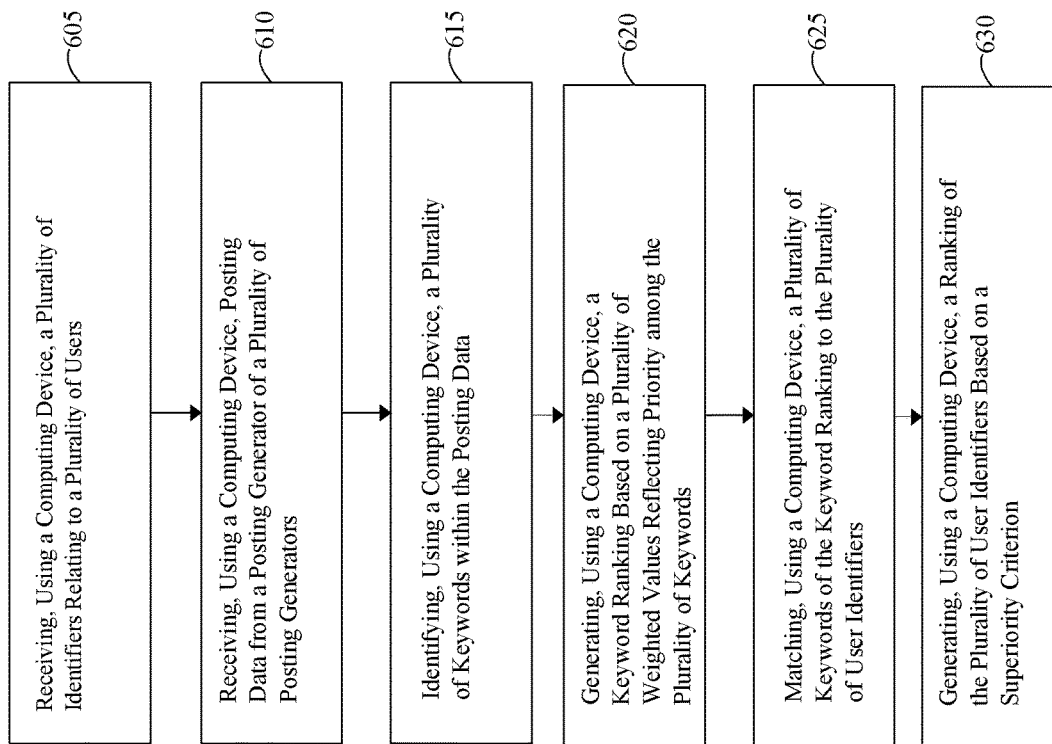 Receiving, Using a Computing Device, a Plurality of
Identifiers Relating to a Plurality of Users
605
Receiving, Using a Computing Device, Posting
Data from a Posting Generator of a Plurality of
Posting Generators
610
Identifying, Using a Computing Device, a Plurality
of Keywords within the Posting Data
615
Generating, Using a Computing Device, a
Keyword Ranking Based on a Plurality of
Weighted Values Reflecting Priority among the
Plurality of Keywords
620
Matching, Using a Computing Device, a Plurality of
Keywords of the Keyword Ranking to the Plurality
of User Identifiers
625
Generating, Using a Computing Device, a Ranking of
the Plurality of User Identifiers Based on a
Superiority Criterion
630